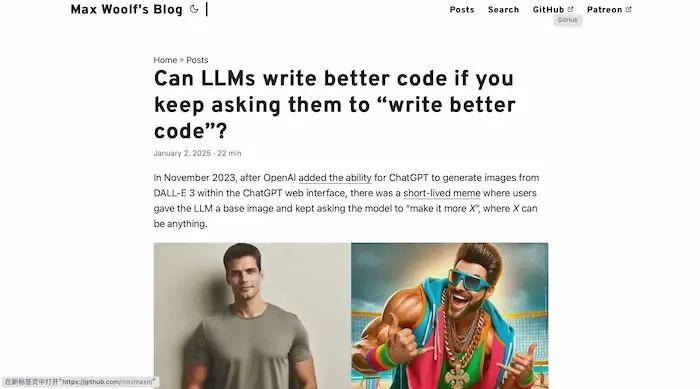 Max Woolf's Blog
Posts Search GitHub Patreon
GitHub
Home » Posts
Can LLMs write better code if you
keep asking them to “write better
code”?
January 2, 2025 · 22 min
In November 2023, after OpenAI added the ability for ChatGPT to generate images from
DALL-E 3 within the ChatGPT web interface, there was a short-lived meme where users
gave the LLM a base image and kept asking the model to “make it more X”, where X can
be anything.
在新标签页中打开"https://github.com/minimaxir/"